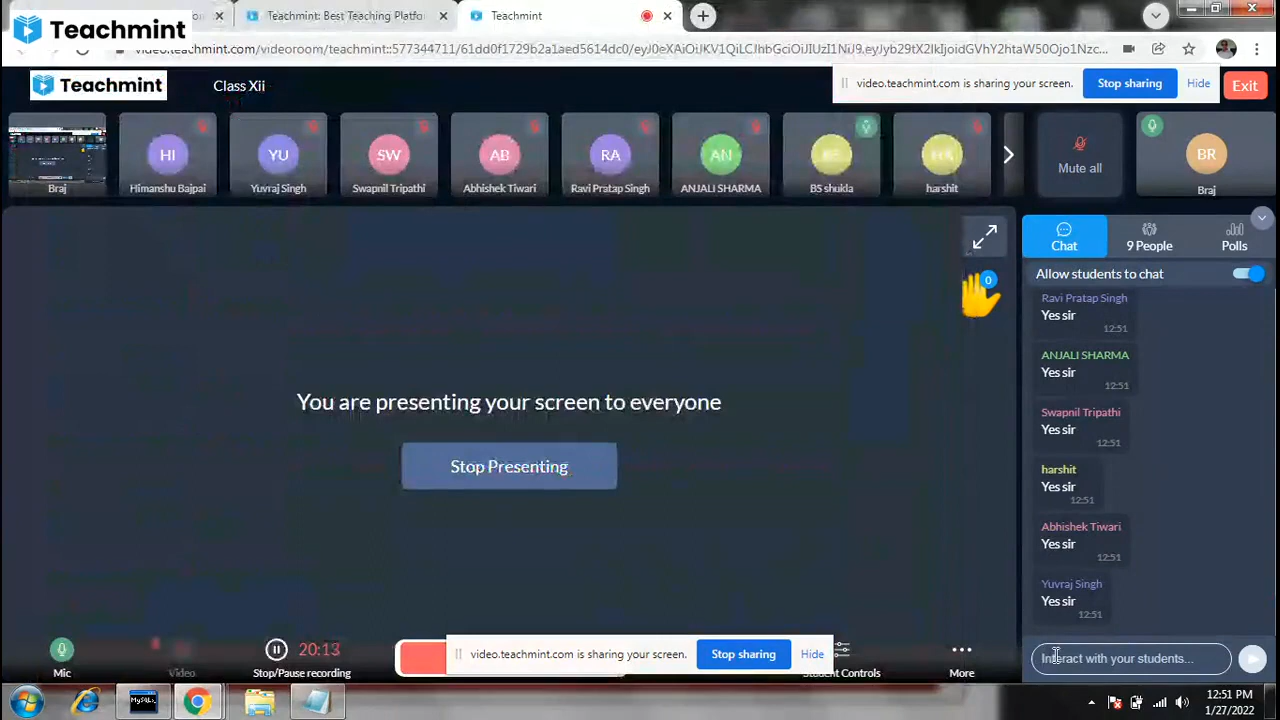 Teachmint
Teachmint: Best Teaching Platfo
Teachmint
video.teachmint.com/videoroom/teachmint::577344711/61dd0f1729b2a1aed5614dc0/
Teachmint
Class Xii
video.teachmint.com is sharing your screen.
Stop sharing
Hide
Exit
Braj
HI
Himanshu Bajpai
YU
Yuvraj Singh
SW
Swapnil Tripathi
AB
Abhishek Tiwari
RA
Ravi Pratap Singh
AN
ANJALI SHARMA
BS shukla
HA
harshit
Mute all
BR
Braj
Chat
9 People
Polls
Allow students to chat
0
Ravi Pratap Singh
Yes sir
12:51
ANJALI SHARMA
Yes sir
12:51
Swapnil Tripathi
Yes sir
12:51
harshit
Yes sir
12:51
Abhishek Tiwari
Yes sir
12:51
Yuvraj Singh
Yes sir
12:51
You are presenting your screen to everyone
Stop Presenting
Mic
Video
20:13
Stop/Pause recording
video.teachmint.com is sharing your screen.
Stop sharing
Hide
Student Controls
More
Interact with your students...
MySQL
12:51 PM
1/27/2022